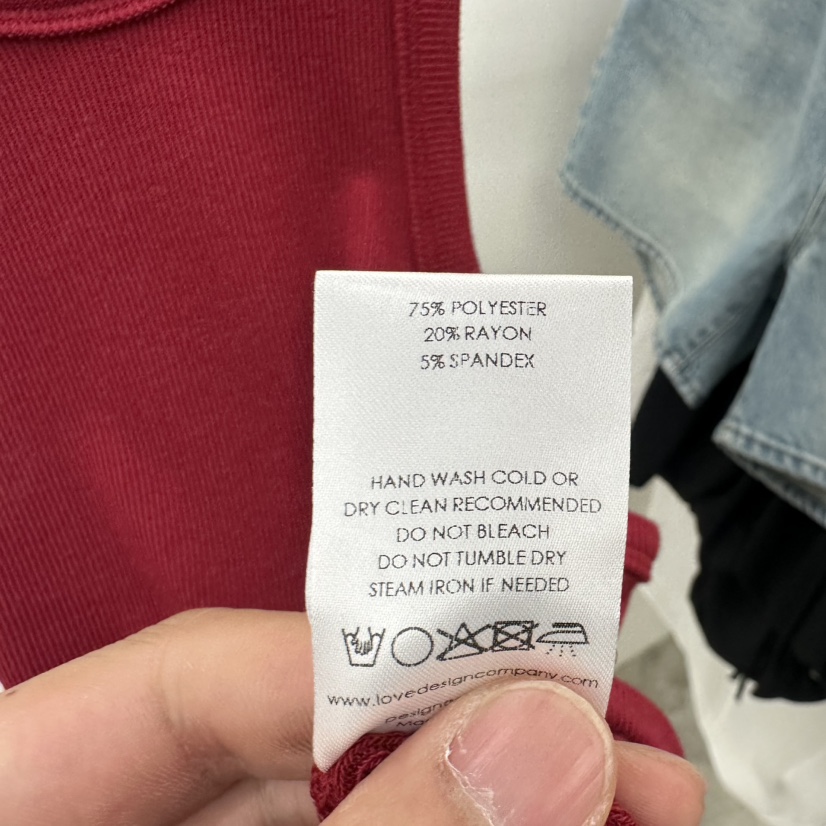 75% POLYESTER
20% RAYON
5% SPANDEX
HAND WASH COLD OR
DRY CLEAN RECOMMENDED
DO NOT BLEACH
DO NOT TUMBLE DRY
STEAM IRON IF NEEDED
www.lovedesigncompany.com